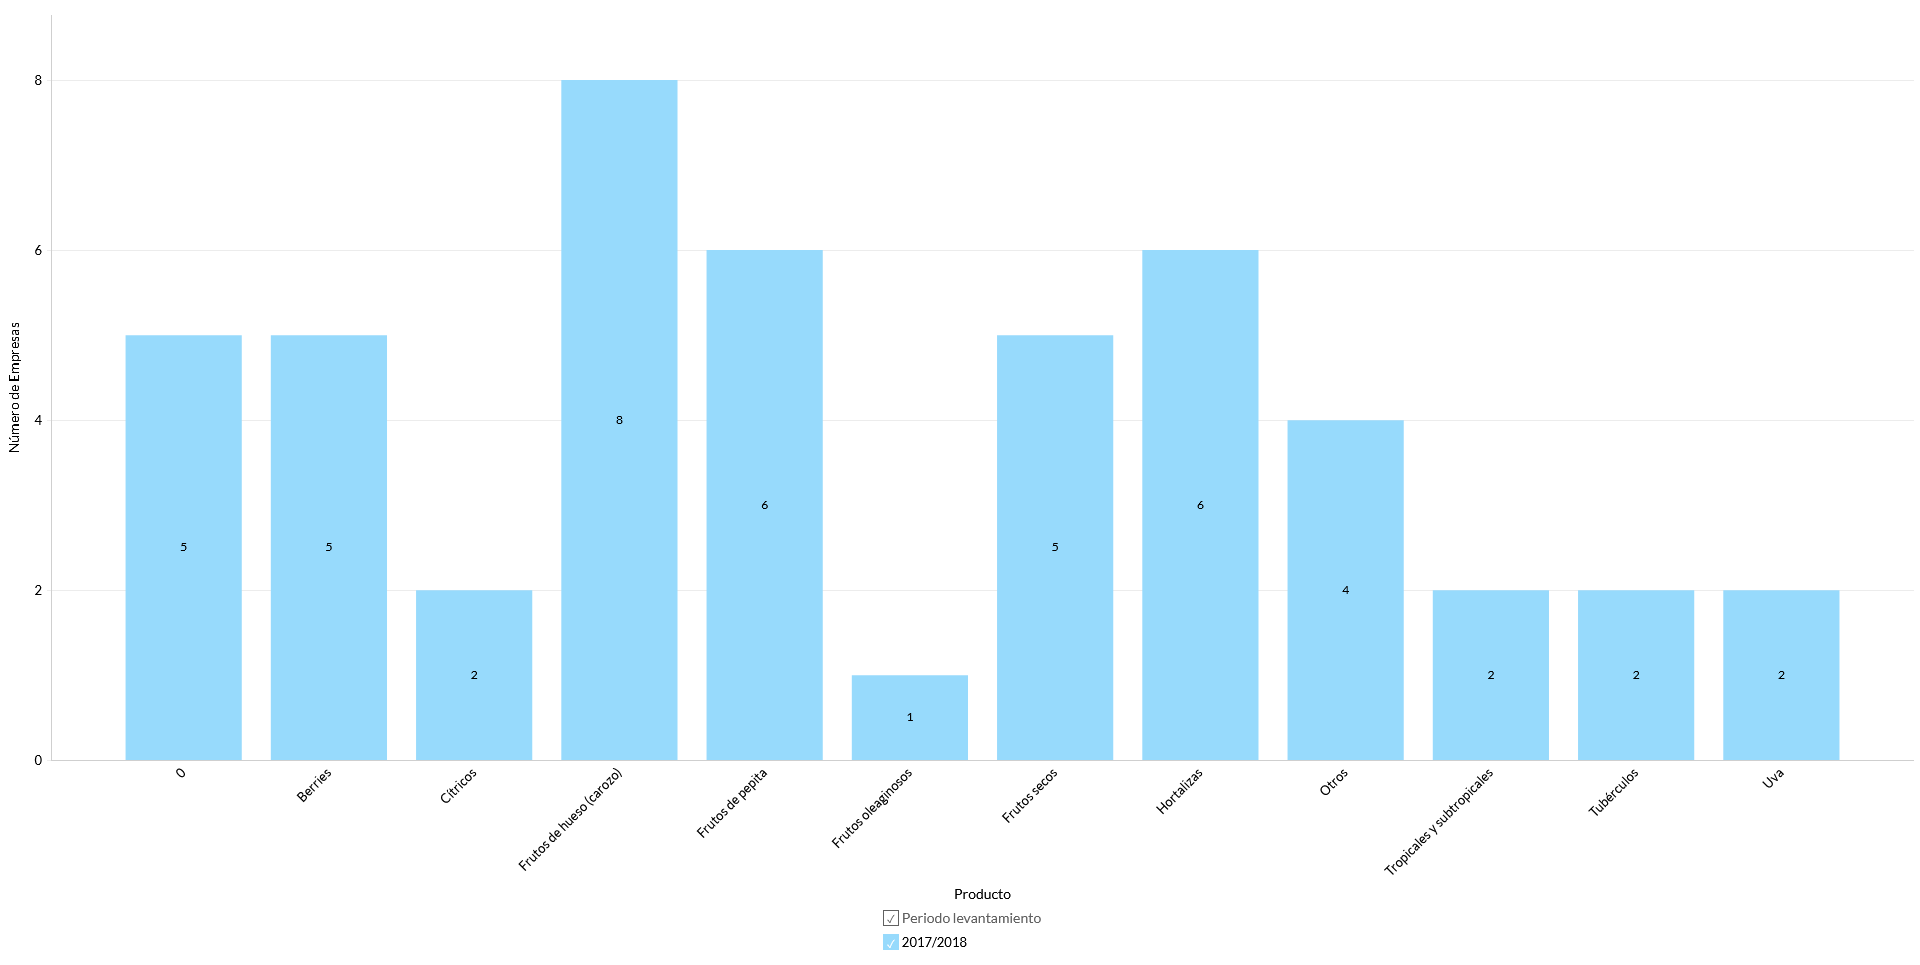 8
6
4
2
0
Número de Empresas
5
5
2
8
6
1
5
6
4
2
2
2
0
Berries
Cítricos
Frutos de hueso (carozo)
Frutos de pepita
Frutos oleaginosos
Frutos secos
Hortalizas
Otros
Tropicales y subtropicales
Tubérculos
Uva
Producto
Periodo levantamiento
2017/2018